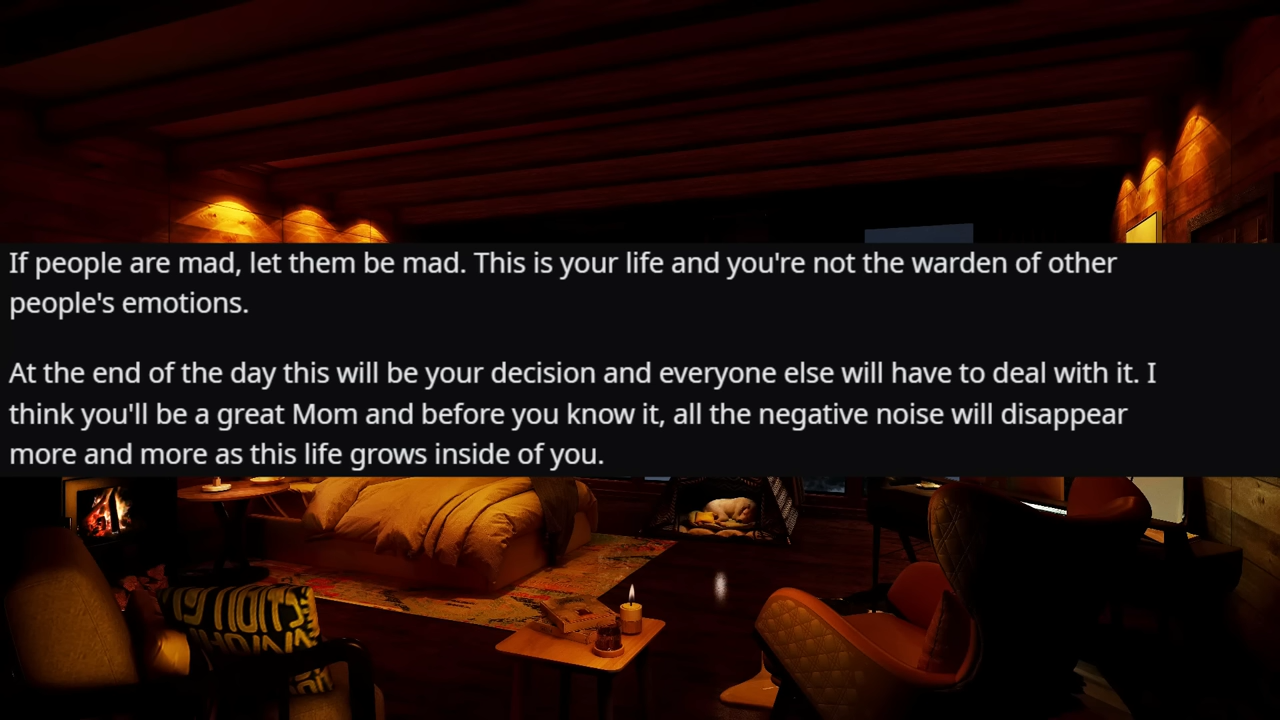 If people are mad, let them be mad. This is your life and you're not the warden of other
people's emotions.
At the end of the day this will be your decision and everyone else will have to deal with it. I
think you'll be a great Mom and before you know it, all the negative noise will disappear
more and more as this life grows inside of you.